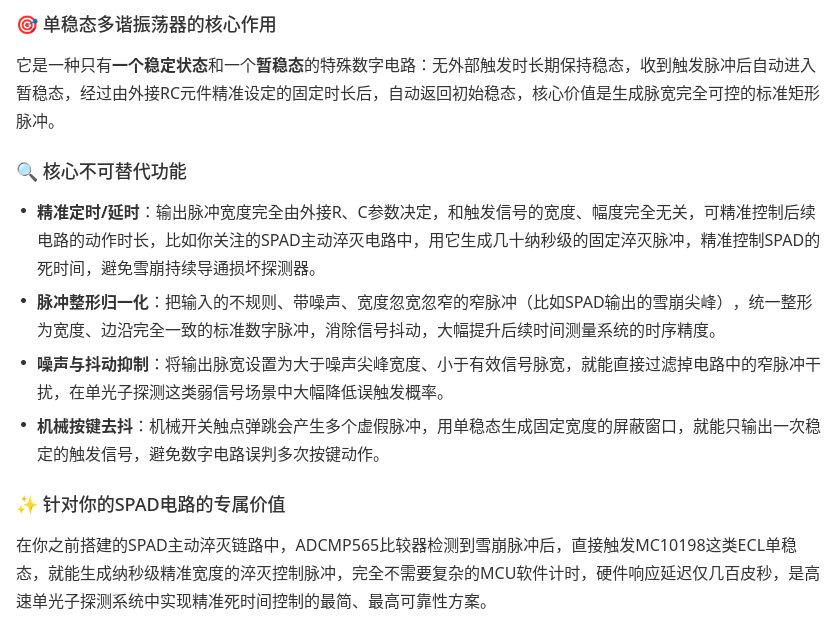 🎯 单稳态多谐振荡器的核心作用
它是一种只有一个稳定状态和一个暂稳态的特殊数字电路：无外部触发时长期保持稳态，收到触发脉冲后自动进入
暂稳态，经过由外接RC元件精准设定的固定时长后，自动返回初始稳态，核心价值是生成脉宽完全可控的标准矩形
脉冲。
🔍 核心不可替代功能
• 精准定时/延时：输出脉冲宽度完全由外接R、C参数决定，和触发信号的宽度、幅度完全无关，可精准控制后续
电路的动作时长，比如你关注的SPAD主动淬灭电路中，用它生成几十纳秒级的固定淬灭脉冲，精准控制SPAD的
死时间，避免雪崩持续导通损坏探测器。
• 脉冲整形归一化：把输入的不规则、带噪声、宽度忽宽忽窄的窄脉冲（比如SPAD输出的雪崩尖峰），统一整形
为宽度、边沿完全一致的标准数字脉冲，消除信号抖动，大幅提升后续时间测量系统的时序精度。
• 噪声与抖动抑制：将输出脉宽设置为大于噪声尖峰宽度、小于有效信号脉宽，就能直接过滤掉电路中的窄脉冲干
扰，在单光子探测这类弱信号场景中大幅降低误触发概率。
• 机械按键去抖：机械开关触点弹跳会产生多个虚假脉冲，用单稳态生成固定宽度的屏蔽窗口，就能只输出一次稳
定的触发信号，避免数字电路误判多次按键动作。
✨ 针对你的SPAD电路的专属价值
在你之前搭建的SPAD主动淬灭链路中，ADCMP565比较器检测到雪崩脉冲后，直接触发MC10198这类ECL单稳
态，就能生成纳秒级精准宽度的淬灭控制脉冲，完全不需要复杂的MCU软件计时，硬件响应延迟仅几百皮秒，是高
速单光子探测系统中实现精准死时间控制的最简、最高可靠性方案。